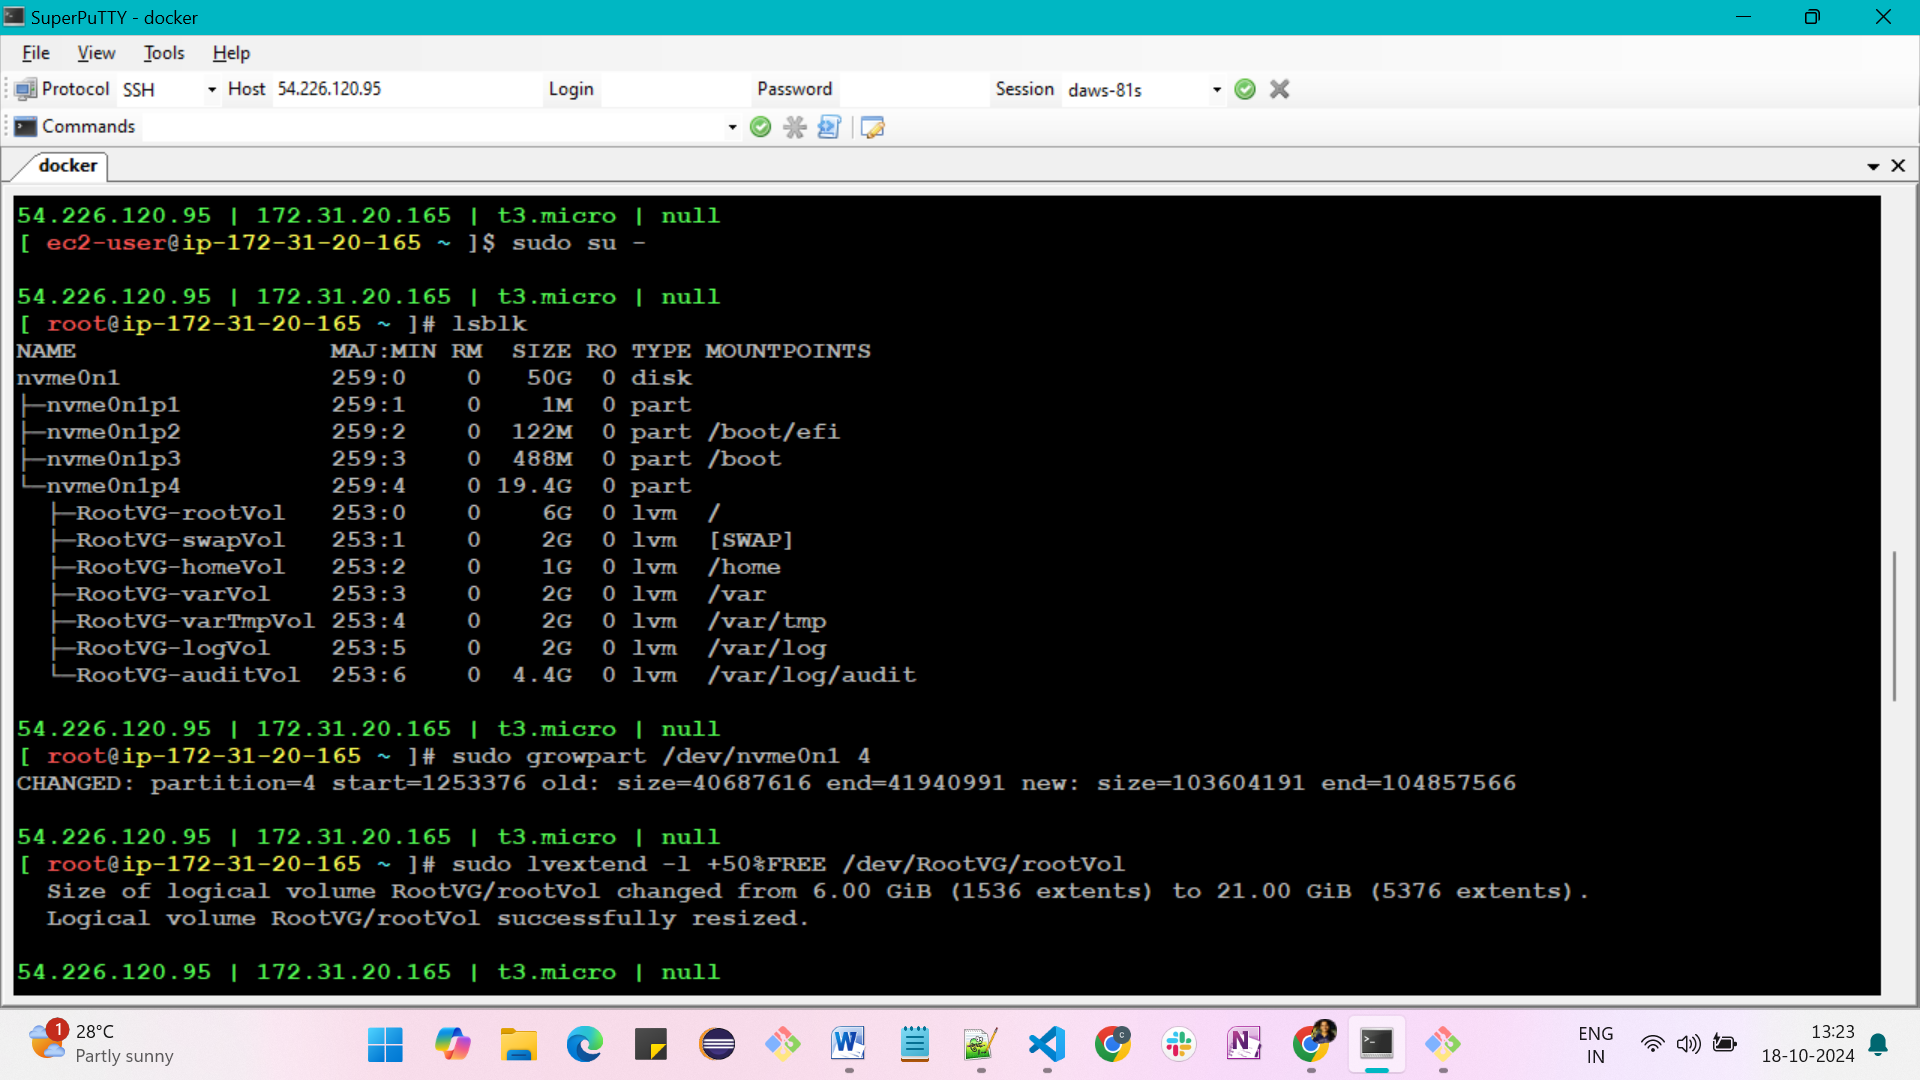 SuperPuTTY - docker
File View Tools Help
Protocol SSH Host 54.226.120.95 Login Password Session daws-81s
Commands
docker
54.226.120.95 | 172.31.20.165 | t3.micro | null
[ ec2-user@ip-172-31-20-165 ~ ]$ sudo su -
54.226.120.95 | 172.31.20.165 | t3.micro | null
[ root@ip-172-31-20-165 ~ ]# lsblk
NAME                 MAJ:MIN RM  SIZE RO TYPE MOUNTPOINTS
nvme0n1              259:0    0   50G  0 disk
├─nvme0n1p1          259:1    0    1M  0 part
├─nvme0n1p2          259:2    0  122M  0 part /boot/efi
├─nvme0n1p3          259:3    0  488M  0 part /boot
└─nvme0n1p4          259:4    0 19.4G  0 part
  ├─RootVG-rootVol   253:0    0    6G  0 lvm  /
  ├─RootVG-swapVol   253:1    0    2G  0 lvm  [SWAP]
  ├─RootVG-homeVol   253:2    0    1G  0 lvm  /home
  ├─RootVG-varVol    253:3    0    2G  0 lvm  /var
  ├─RootVG-varTmpVol 253:4    0    2G  0 lvm  /var/tmp
  ├─RootVG-logVol    253:5    0    2G  0 lvm  /var/log
  └─RootVG-auditVol  253:6    0  4.4G  0 lvm  /var/log/audit
54.226.120.95 | 172.31.20.165 | t3.micro | null
[ root@ip-172-31-20-165 ~ ]# sudo growpart /dev/nvme0n1 4
CHANGED: partition=4 start=1253376 old: size=40687616 end=41940991 new: size=103604191 end=104857566
54.226.120.95 | 172.31.20.165 | t3.micro | null
[ root@ip-172-31-20-165 ~ ]# sudo lvextend -l +50%FREE /dev/RootVG/rootVol
  Size of logical volume RootVG/rootVol changed from 6.00 GiB (1536 extents) to 21.00 GiB (5376 extents).
  Logical volume RootVG/rootVol successfully resized.
54.226.120.95 | 172.31.20.165 | t3.micro | null
1
28°C
Partly sunny
W
N
C
ENG
IN
13:23
18-10-2024